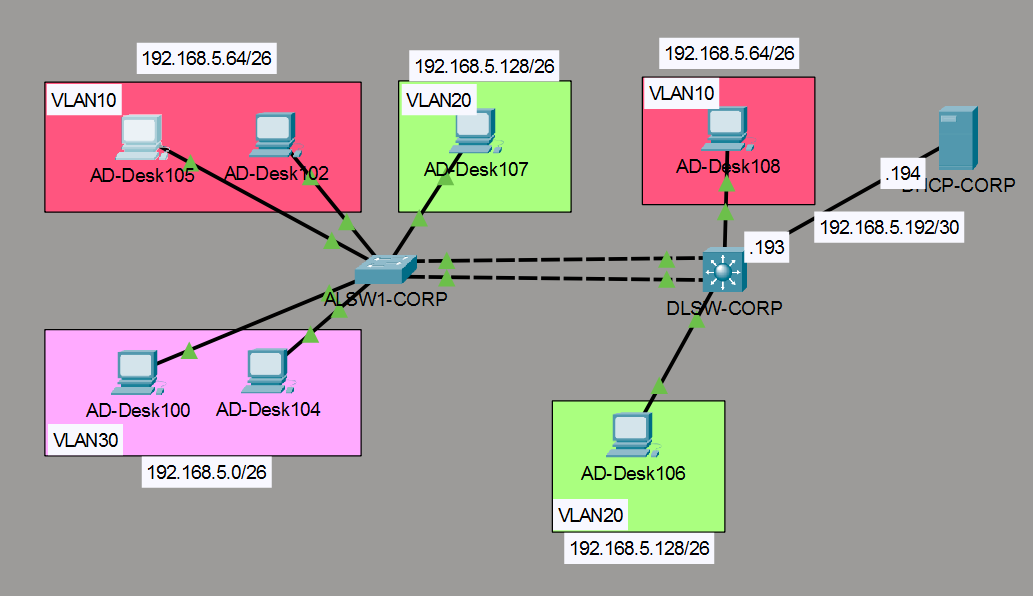 192.168.5.64/26
192.168.5.128/26
192.168.5.64/26
VLAN10
VLAN20
VLAN10
AD-Desk105
AD-Desk102
AD-Desk107
AD-Desk108
.194
DHCP-CORP
192.168.5.192/30
.193
ALSW1-CORP
DLSW-CORP
AD-Desk100
AD-Desk104
VLAN30
192.168.5.0/26
AD-Desk106
VLAN20
192.168.5.128/26